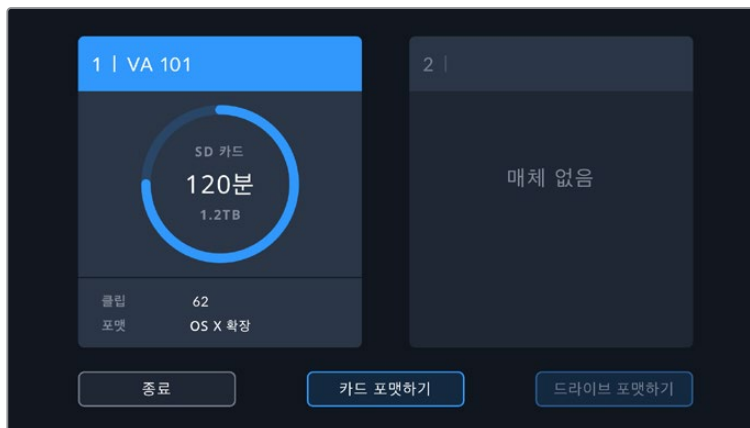 1 | VA 101
SD 카드
120분
1.2TB
클립 62
포맷 OS X 확장
2 |
매체 없음
종료
카드 포맷하기
드라이브 포맷하기